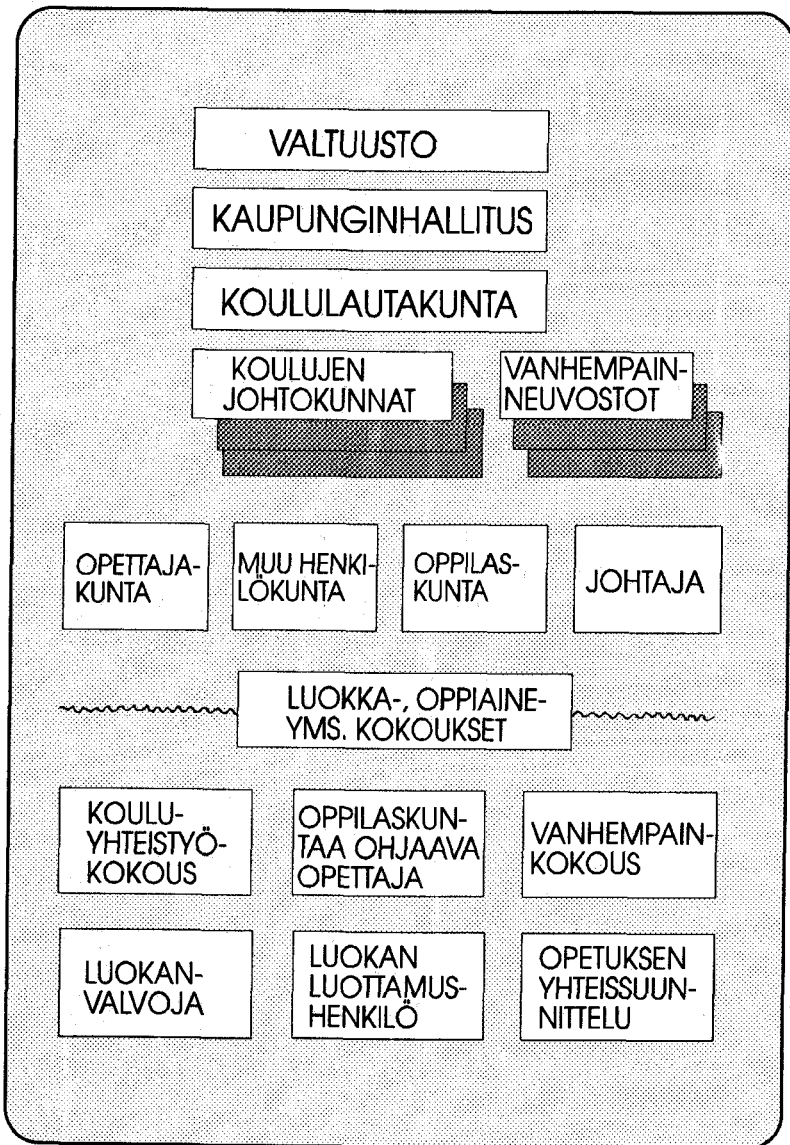 VALTUUSTO
KAUPUNGINHALLITUS
KOULULAUTAKUNTA
KOULUJEN
JOHTOKUNNAT
VANHEMPAIN-
NEUVOSTOT
OPETTAJA-
KUNTA
MUU HENKI-
LÖKUNTA
OPPILAS-
KUNTA
JOHTAJA
LUOKKA-, OPPIAINE-
YMS. KOKOUKSET
KOULU-
YHTEISTYÖ-
KOKOUS
OPPILASKUN-
TAA OHJAAVA
OPETTAJA
VANHEMPAIN-
KOKOUS
LUOKAN-
VALVOJA
LUOKAN
LUOTTAMUS-
HENKILÖ
OPETUKSEN
YHTEISSUUN-
NITTELU